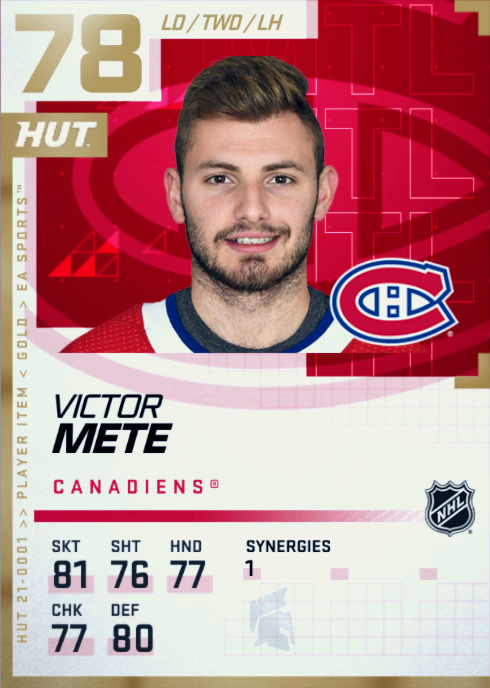 78
LD / TWD / LH
HUT™
HUT 21-0001 >> PLAYER ITEM < GOLD > EA SPORTS™
VICTOR
METE
CANADIENS®
NHL
SKT SHT HND SYNERGIES
81 76 77 1
CHK DEF
77 80
MTL